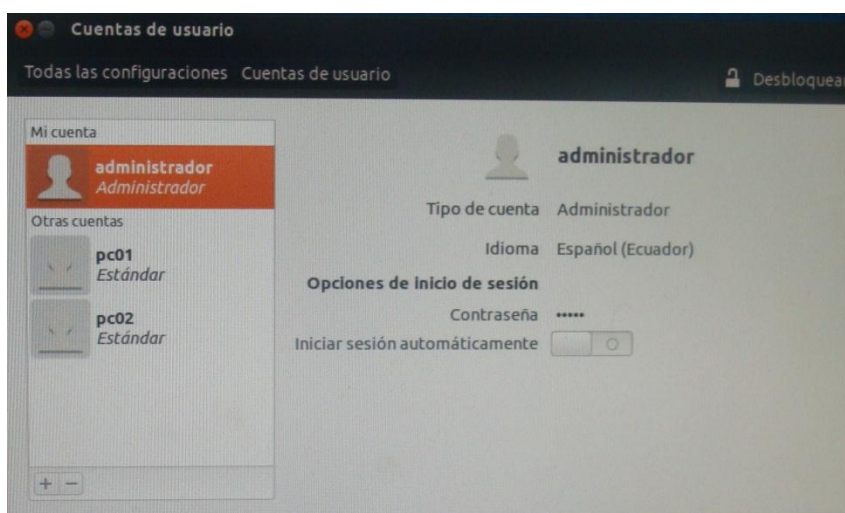 Cuentas de usuario
Todas las configuraciones Cuentas de usuario
Desbloquear
Mi cuenta
administrador
Administrador
Otras cuentas
pc01
Estándar
pc02
Estándar
administrador
Tipo de cuenta Administrador
Idioma Español (Ecuador)
Opciones de inicio de sesión
Contraseña •••••
Iniciar sesión automáticamente